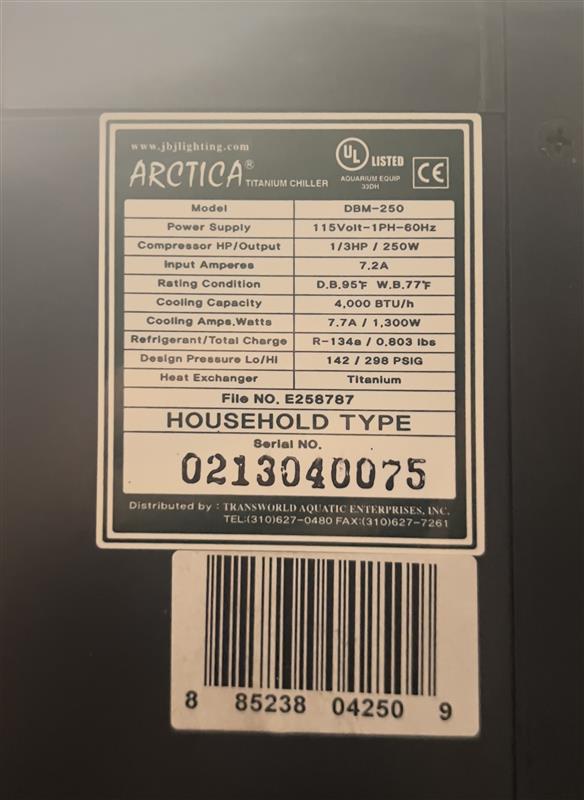 www.jbjlighting.com
ARCTICA® TITANIUM CHILLER
UL LISTED
AQUARIUM EQUIP
33DH
CE
Model DBM-250
Power Supply 115Volt-1PH-60Hz
Compressor HP/Output 1/3HP / 250W
Input Amperes 7.2A
Rating Condition D.B.95℉ W.B.77℉
Cooling Capacity 4,000 BTU/h
Cooling Amps.Watts 7.7A / 1,300W
Refrigerant/Total Charge R-134a / 0.803 lbs
Design Pressure Lo/Hi 142 / 298 PSIG
Heat Exchanger Titanium
File NO. E258787
HOUSEHOLD TYPE
Serial NO.
0213040075
Distributed by : TRANSWORLD AQUATIC ENTERPRISES, INC.
TEL:(310)627-0480 FAX:(310)627-7261
8 85238 04250 9